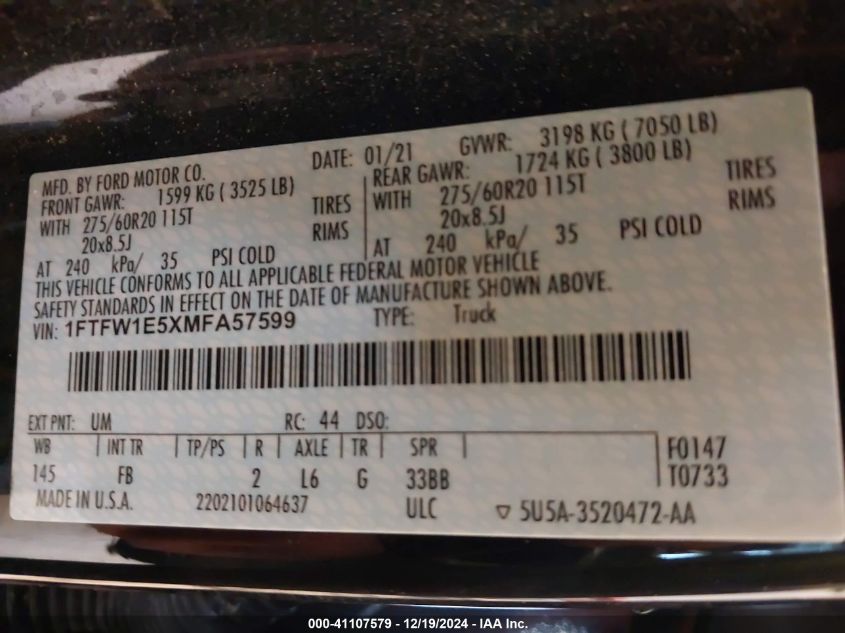 MFD. BY FORD MOTOR CO.
DATE: 01/21 GVWR: 3198 KG ( 7050 LB)
FRONT GAWR: 1599 KG ( 3525 LB)
REAR GAWR: 1724 KG ( 3800 LB)
WITH 275/60R20 115T TIRES
WITH 275/60R20 115T TIRES
20x8.5J RIMS
20x8.5J RIMS
AT 240 kPa/ 35 PSI COLD
AT 240 kPa/ 35 PSI COLD
THIS VEHICLE CONFORMS TO ALL APPLICABLE FEDERAL MOTOR VEHICLE
SAFETY STANDARDS IN EFFECT ON THE DATE OF MANUFACTURE SHOWN ABOVE.
VIN: 1FTFW1E5XMFA57599 TYPE: Truck
EXT PNT: UM RC: 44 DSO:
WB INT TR TP/PS R AXLE TR SPR F0147
145 FB 2 L6 G 33BB T0733
MADE IN U.S.A. 2202101064637 ULC ▽ 5U5A-3520472-AA
000-41107579 - 12/19/2024 - IAA Inc.